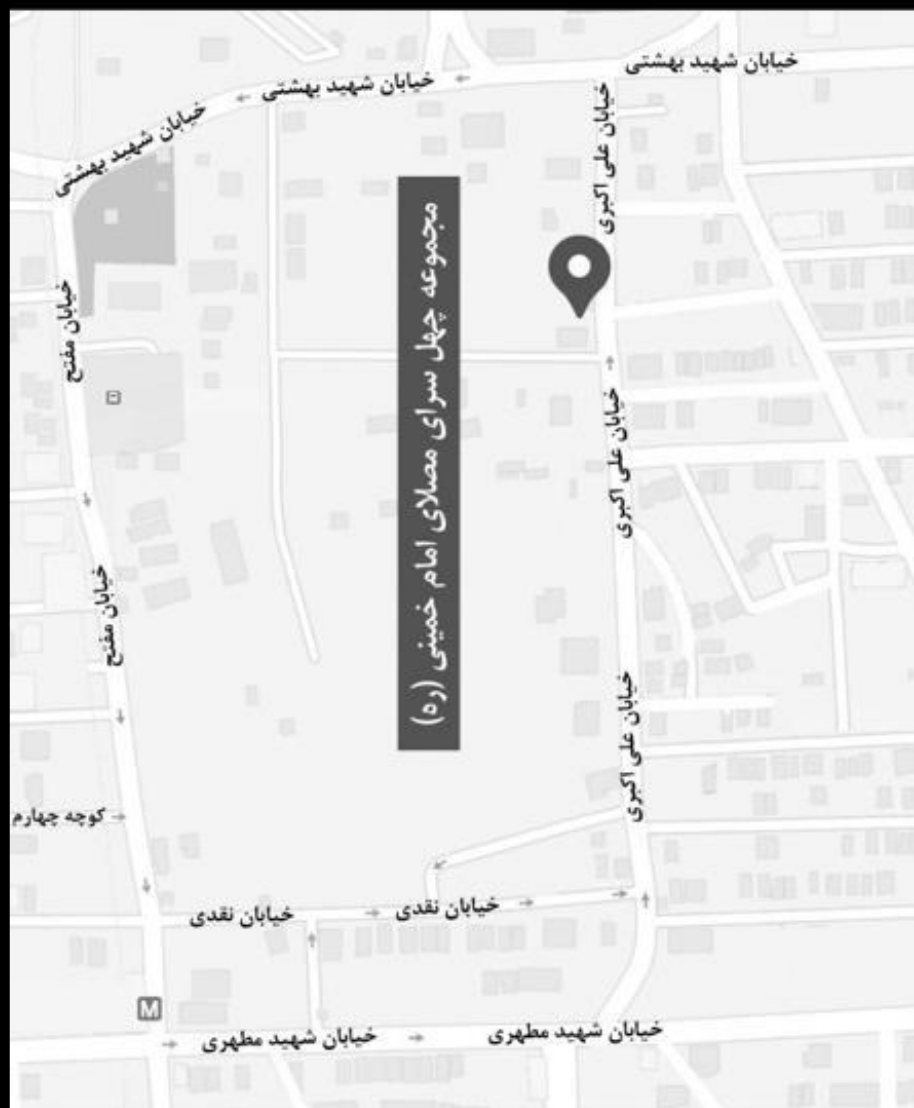 خیابان شهید بهشتی
خیابان شهید بهشتی
خیابان شهید بهشتی
خیابان علی اکبری
مجموعه چهل سرای مصلای امام خمینی (ره)
خیابان مفتح
خیابان علی اکبری
خیابان مفتح
خیابان علی اکبری
کوچه چهارم
خیابان نقدی
خیابان نقدی
M
خیابان شهید مطهری
خیابان شهید مطهری